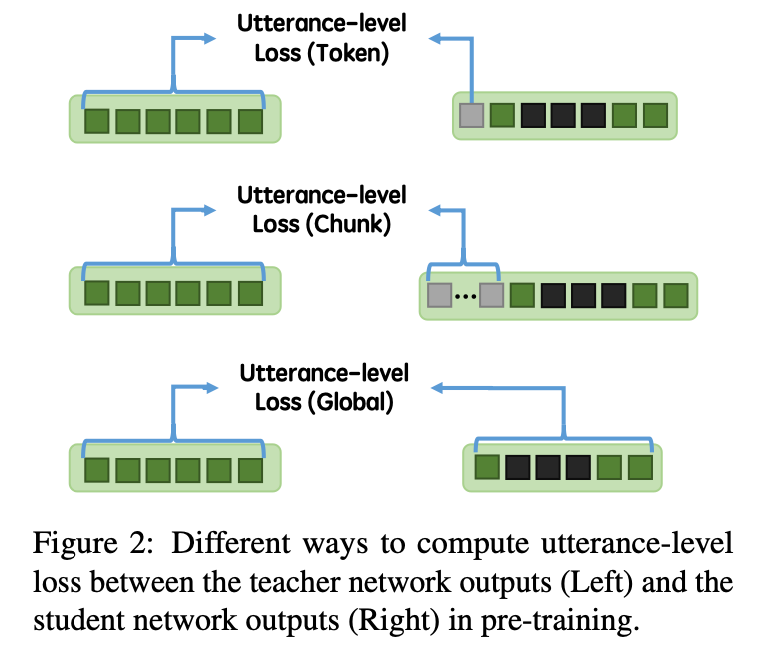 Utterance-level
Loss (Token)
Utterance-level
Loss (Chunk)
...
Utterance-level
Loss (Global)
Figure 2: Different ways to compute utterance-level
loss between the teacher network outputs (Left) and the
student network outputs (Right) in pre-training.